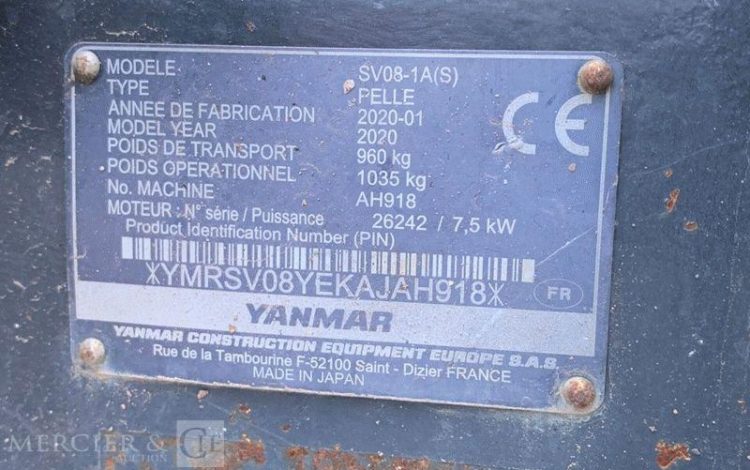 MODELE SV08-1A(S)
TYPE PELLE
ANNEE DE FABRICATION 2020-01
MODEL YEAR 2020
POIDS DE TRANSPORT 960 kg
POIDS OPERATIONNEL 1035 kg
No. MACHINE AH918
MOTEUR : N° série / Puissance 26242 / 7,5 kW
Product Identification Number (PIN)
*YMRSV08YEKAJAH918*
FR
YANMAR
YANMAR CONSTRUCTION EQUIPMENT EUROPE S.A.S.
Rue de la Tambourine F-52100 Saint - Dizier FRANCE
MADE IN JAPAN
CE
MERCIER & CIE
AUCTION